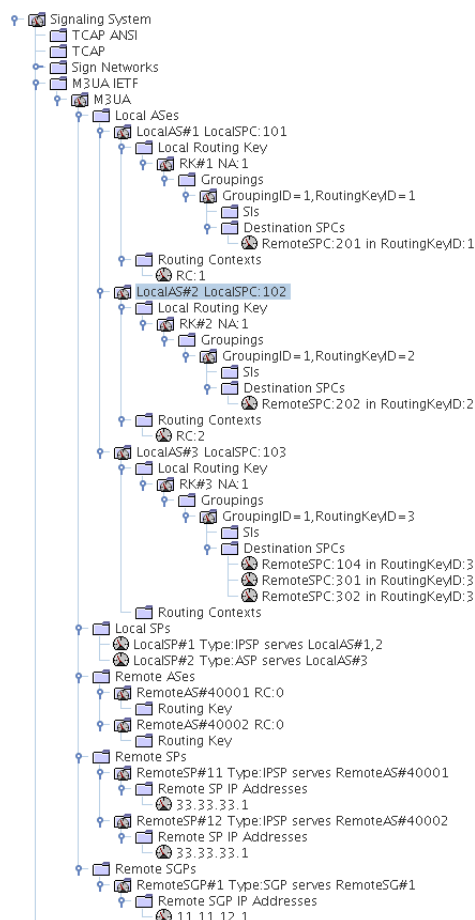 Signaling System
TCAP ANSI
TCAP
Sign Networks
M3UA IETF
M3UA
Local ASes
LocalAS#1 LocalSPC:101
Local Routing Key
RK#1 NA:1
Groupings
GroupingID=1,RoutingKeyID=1
SIs
Destination SPCs
RemoteSPC:201 in RoutingKeyID:1
Routing Contexts
RC:1
LocalAS#2 LocalSPC:102
Local Routing Key
RK#2 NA:1
Groupings
GroupingID=1,RoutingKeyID=2
SIs
Destination SPCs
RemoteSPC:202 in RoutingKeyID:2
Routing Contexts
RC:2
LocalAS#3 LocalSPC:103
Local Routing Key
RK#3 NA:1
Groupings
GroupingID=1,RoutingKeyID=3
SIs
Destination SPCs
RemoteSPC:104 in RoutingKeyID:3
RemoteSPC:301 in RoutingKeyID:3
RemoteSPC:302 in RoutingKeyID:3
Routing Contexts
Local SPs
LocalSP#1 Type:IPSP serves LocalAS#1,2
LocalSP#2 Type:ASP serves LocalAS#3
Remote ASes
RemoteAS#40001 RC:0
Routing Key
RemoteAS#40002 RC:0
Routing Key
Remote SPs
RemoteSP#11 Type:IPSP serves RemoteAS#40001
Remote SP IP Addresses
33.33.33.1
RemoteSP#12 Type:IPSP serves RemoteAS#40002
Remote SP IP Addresses
33.33.33.1
Remote SGPs
RemoteSGP#1 Type:SGP serves RemoteSG#1
Remote SGP IP Addresses
11.11.12.1